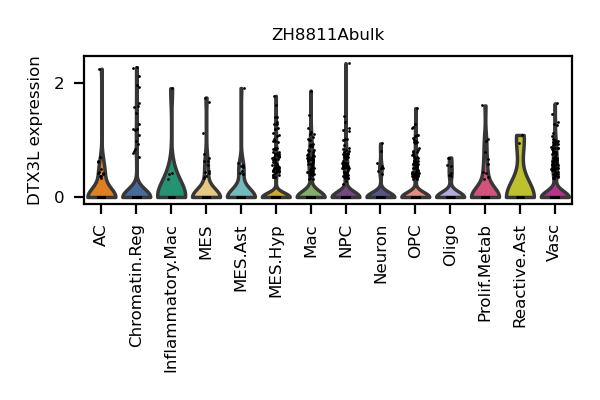 ZH8811Abulk
DTX3L expression
2
0
AC
Chromatin.Reg
Inflammatory.Mac
MES
MES.Ast
MES.Hyp
Mac
NPC
Neuron
OPC
Oligo
Prolif.Metab
Reactive.Ast
Vasc